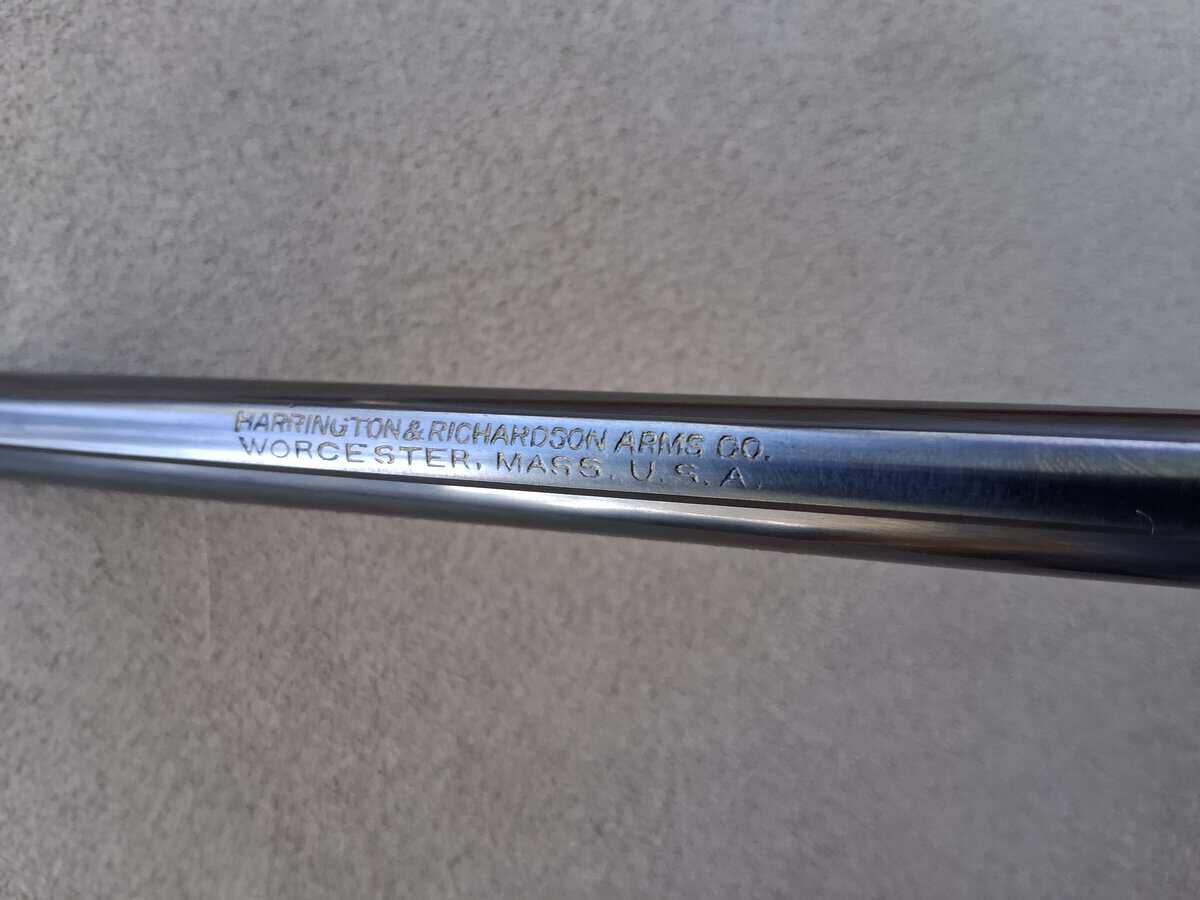 HARRINGTON & RICHARDSON ARMS CO.
WORCESTER, MASS. U.S.A.